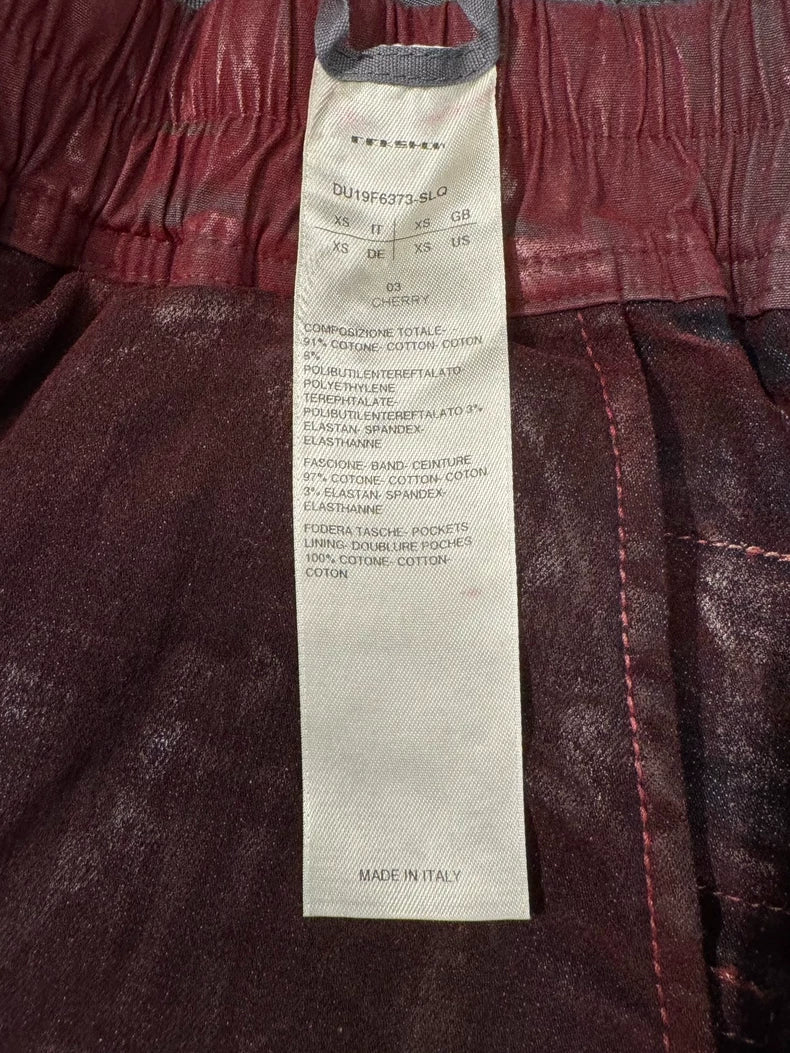 DU19F6373-SLQ
XS IT XS GB
XS DE XS US
03
CHERRY
COMPOSIZIONE TOTALE-
91% COTONE- COTTON- COTON
6%
POLIBUTILENTEREFTALATO-
POLYETHYLENE
TEREPHTALATE-
POLIBUTILENTEREFTALATO 3%
ELASTAN- SPANDEX-
ELASTHANNE
FASCIONE- BAND- CEINTURE
97% COTONE- COTTON- COTON
3% ELASTAN- SPANDEX-
ELASTHANNE
FODERA TASCHE- POCKETS
LINING- DOUBLURE POCHES
100% COTONE- COTTON-
COTON
MADE IN ITALY